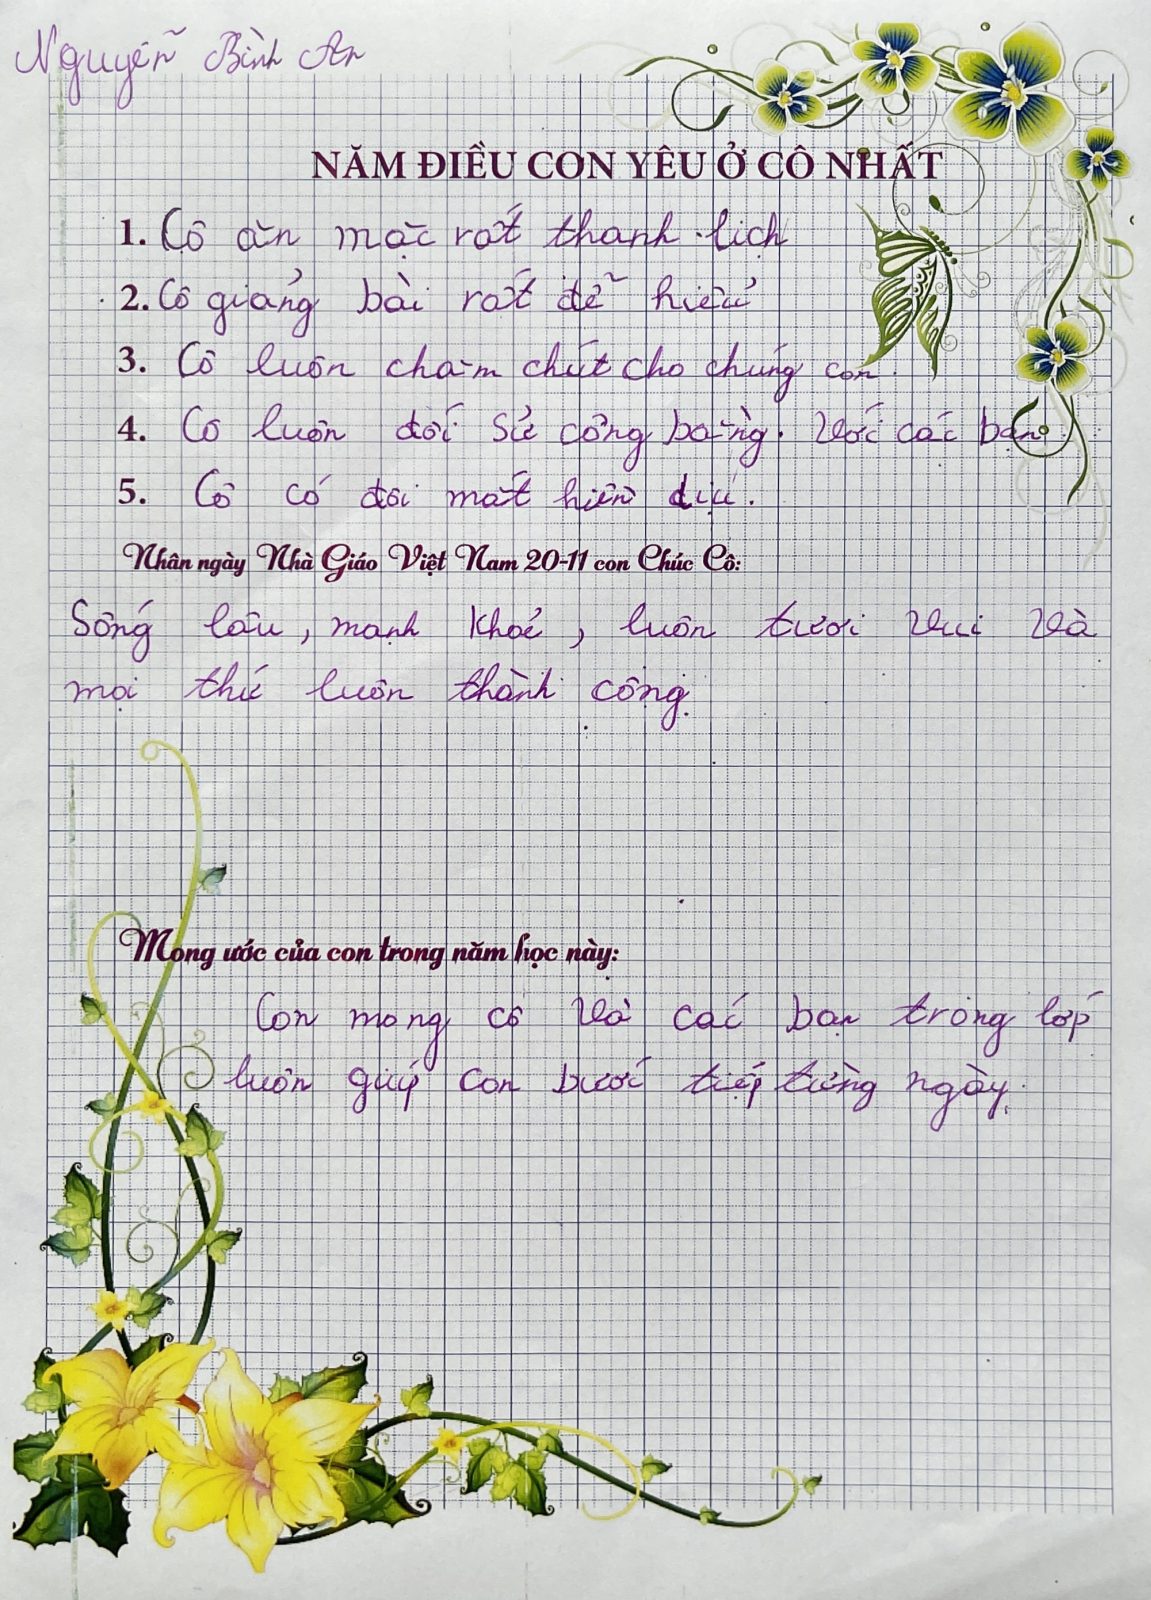 Nguyễn Bình An
NĂM ĐIỀU CON YÊU Ở CÔ NHẤT
1. Cô ăn mặc rất thanh lịch
2. Cô giảng bài rất dễ hiểu
3. Cô luôn chăm chút cho chúng con.
4. Cô luôn đối sử công bằng. với các bạn.
5. Cô có đôi mắt hiền dịu.
Nhân ngày Nhà Giáo Việt Nam 20-11 con Chúc Cô:
Sống lâu, mạnh khoẻ, luôn tươi vui và
mọi thứ luôn thành công.
Mong ước của con trong năm học này:
Con mong cô và các bạn trong lớp
luôn giúp con bước tiếp từng ngày.